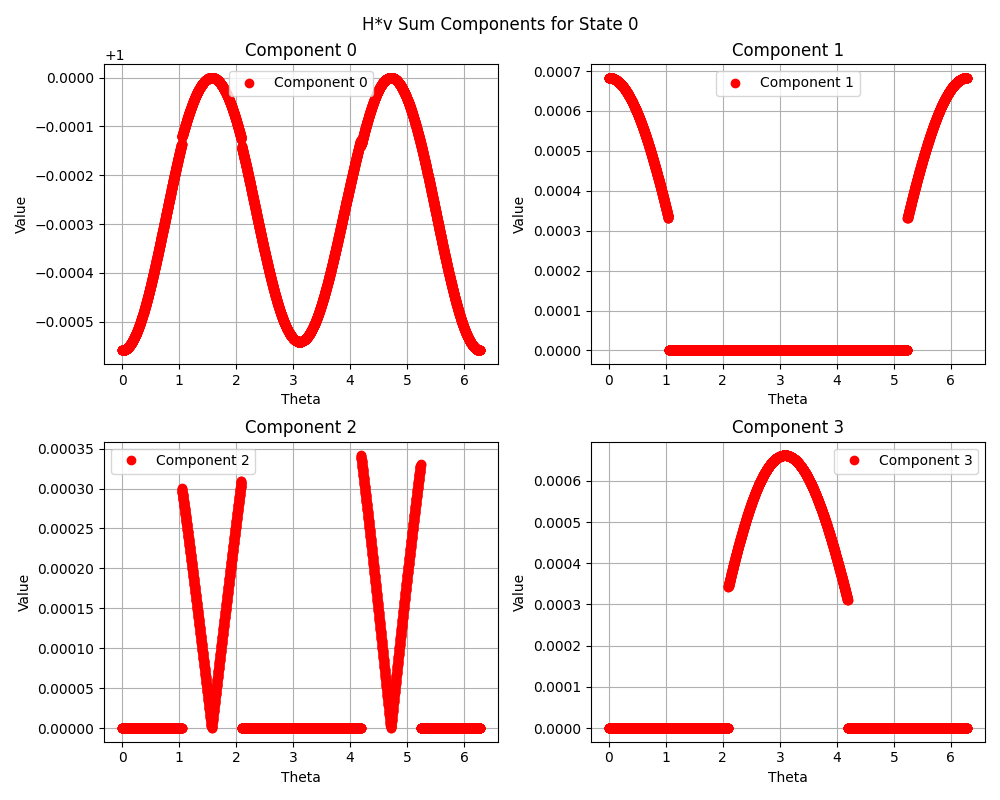 H*v Sum Components for State 0
Component 0
+1
Component 0
0.0000
−0.0001
−0.0002
−0.0003
−0.0004
−0.0005
Value
0 1 2 3 4 5 6
Theta
Component 1
Component 1
0.0007
0.0006
0.0005
0.0004
0.0003
0.0002
0.0001
0.0000
Value
0 1 2 3 4 5 6
Theta
Component 2
Component 2
0.00035
0.00030
0.00025
0.00020
0.00015
0.00010
0.00005
0.00000
Value
0 1 2 3 4 5 6
Theta
Component 3
Component 3
0.0006
0.0005
0.0004
0.0003
0.0002
0.0001
0.0000
Value
0 1 2 3 4 5 6
Theta